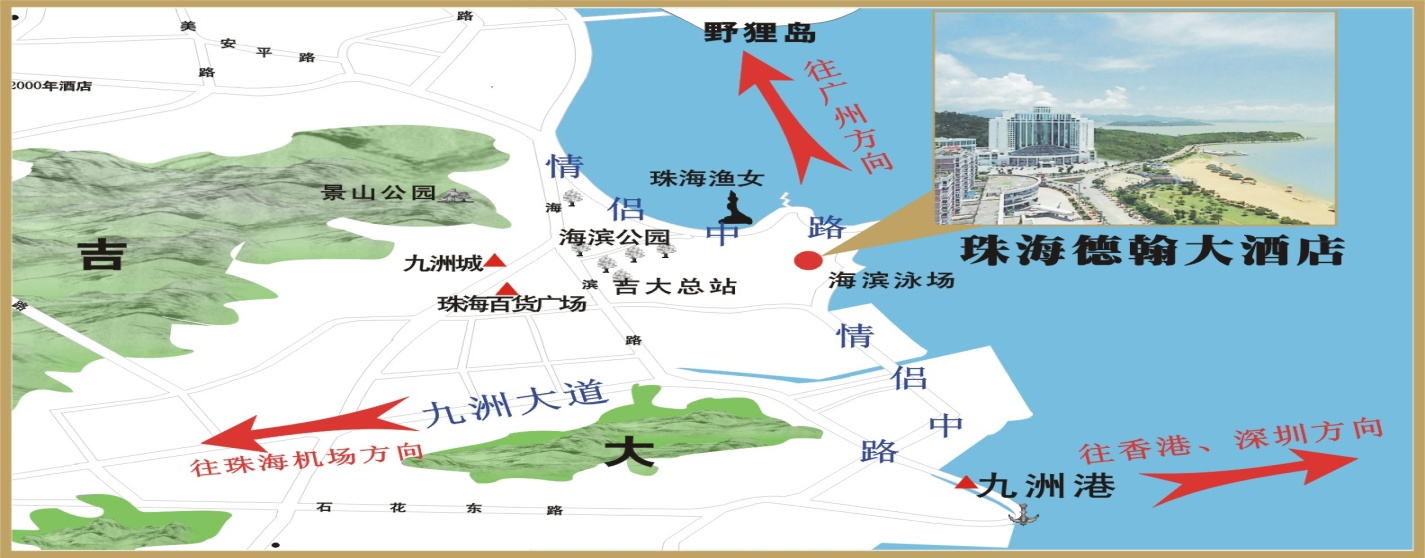 路
美
安
平
路
路
2000年酒店
野狸岛
往广州方向
景山公园
珠海渔女
情侣中路
海滨路
海滨公园
吉
九洲城
珠海百货广场
吉大总站
珠海德翰大酒店
海滨泳场
路
情侣中路
九洲大道
往珠海机场方向
大
往香港、深圳方向
九洲港
石花东路